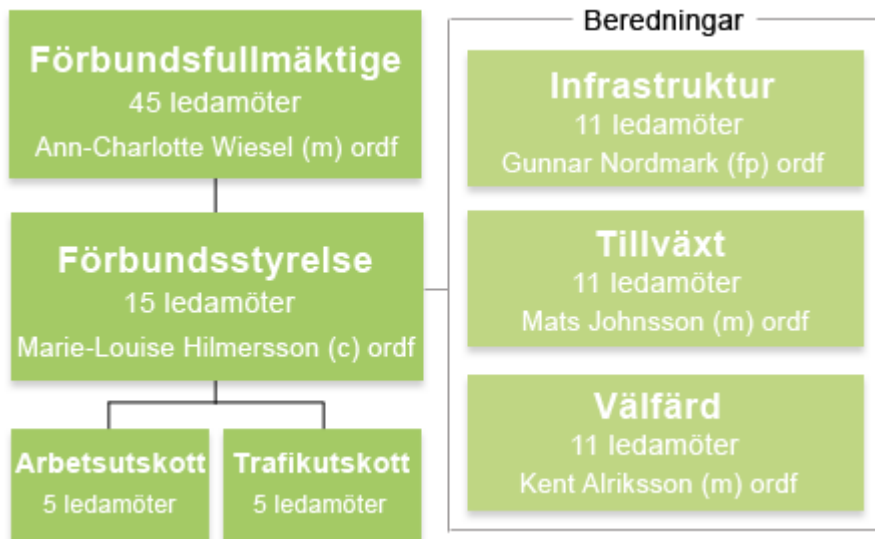 Förbundsfullmäktige
45 ledamöter
Ann-Charlotte Wiesel (m) ordf
Förbundsstyrelse
15 ledamöter
Marie-Louise Hilmersson (c) ordf
Arbetsutskott
5 ledamöter
Trafikutskott
5 ledamöter
Beredningar
Infrastruktur
11 ledamöter
Gunnar Nordmark (fp) ordf
Tillväxt
11 ledamöter
Mats Johnsson (m) ordf
Välfärd
11 ledamöter
Kent Alriksson (m) ordf